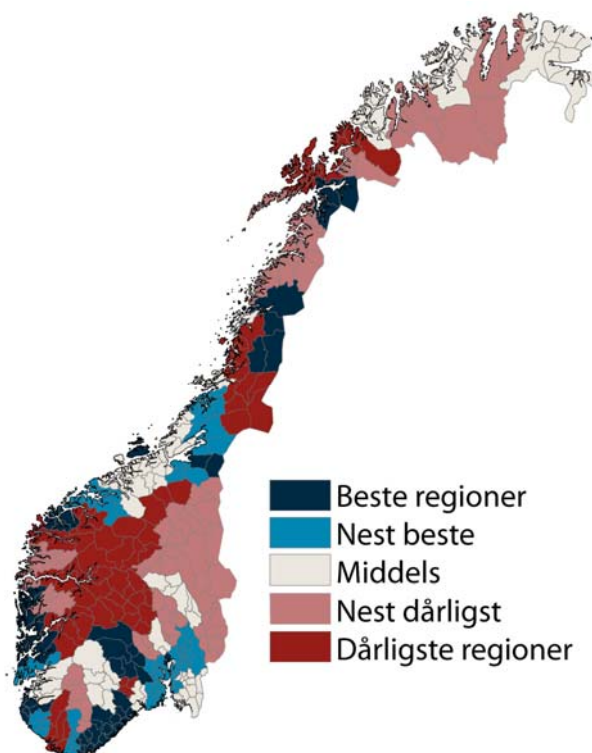 Beste regioner
Nest beste
Middels
Nest dårligst
Dårligste regioner